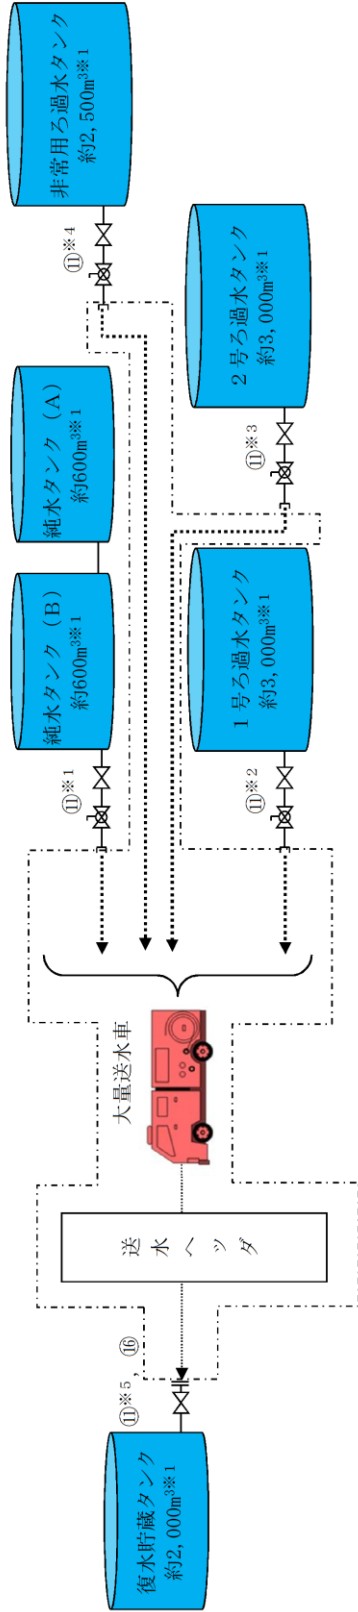 復水貯蔵タンク
約2,000m³※1
⑪※5, ⑯
送水ヘッダ
大量送水車
⑪※1
純水タンク（B）
約600m³※1
純水タンク（A）
約600m³※1
⑪※4
非常用ろ過水タンク
約2,500m³※1
⑪※2
1号ろ過水タンク
約3,000m³※1
⑪※3
2号ろ過水タンク
約3,000m³※1